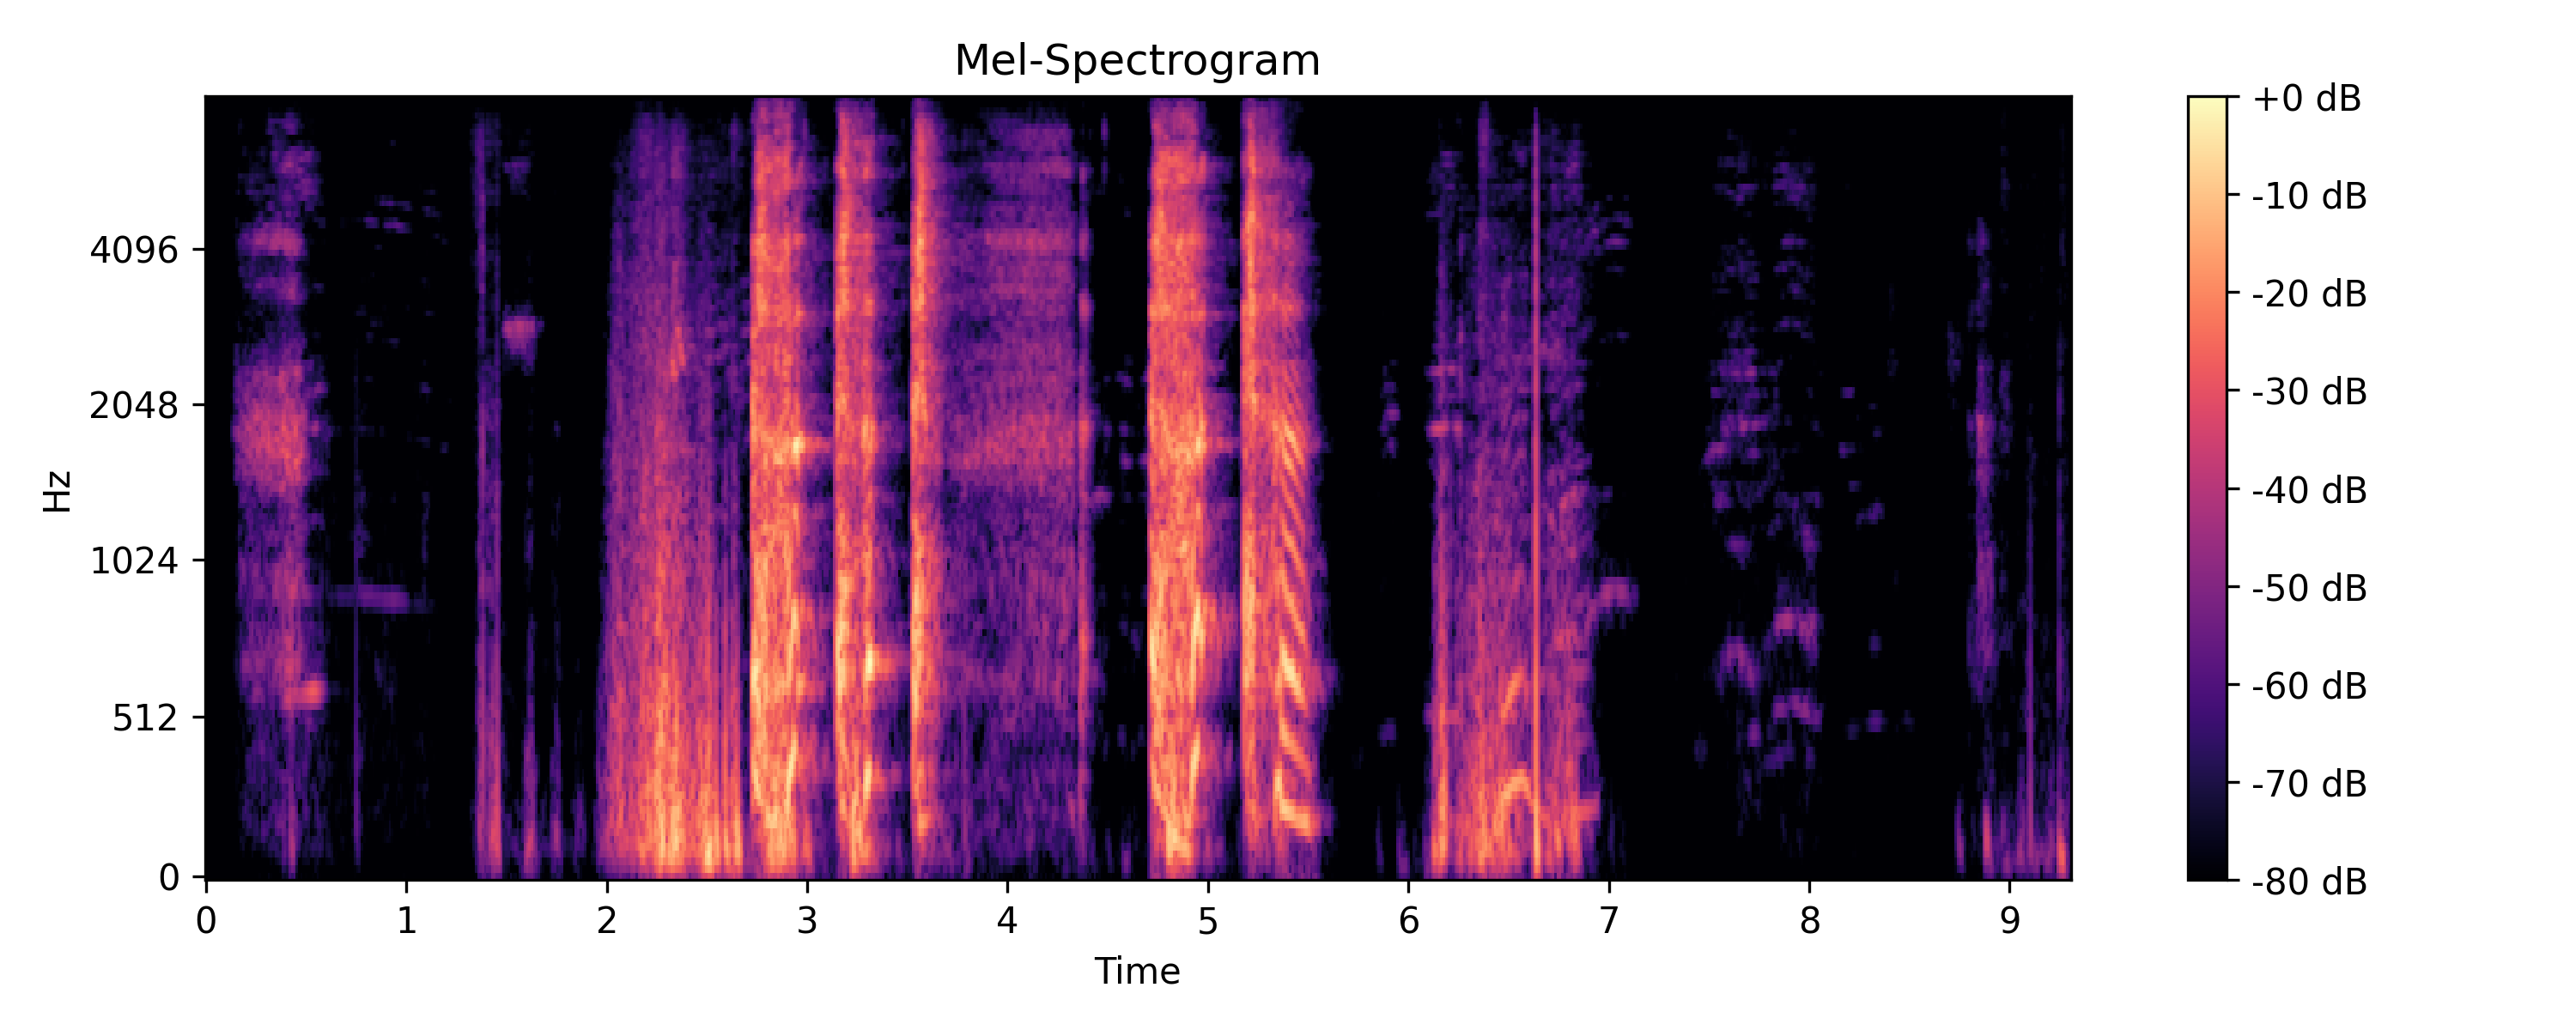 Mel-Spectrogram
+0 dB
-10 dB
-20 dB
-30 dB
-40 dB
-50 dB
-60 dB
-70 dB
-80 dB
Hz
4096
2048
1024
512
0
0 1 2 3 4 5 6 7 8 9
Time